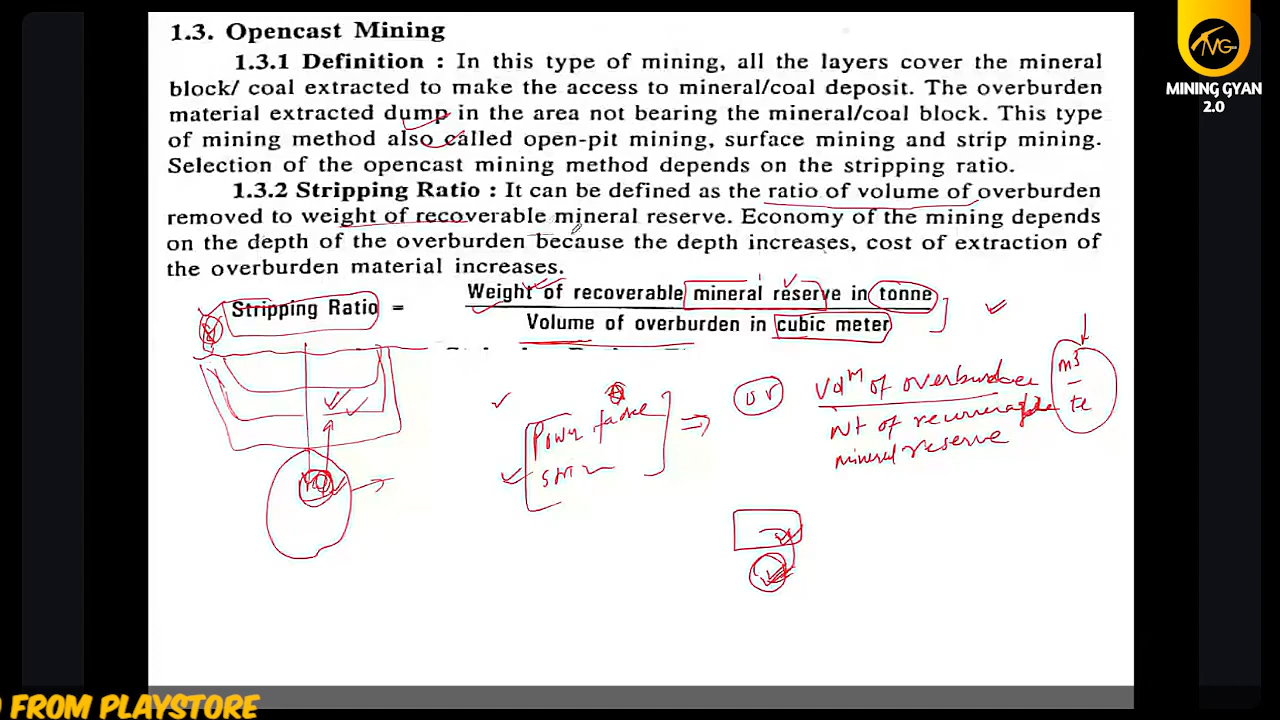 1.3. Opencast Mining
1.3.1 Definition : In this type of mining, all the layers cover the mineral
block/ coal extracted to make the access to mineral/coal deposit. The overburden
material extracted dump in the area not bearing the mineral/coal block. This type
of mining method also called open-pit mining, surface mining and strip mining.
Selection of the opencast mining method depends on the stripping ratio.
1.3.2 Stripping Ratio : It can be defined as the ratio of volume of overburden
removed to weight of recoverable mineral reserve. Economy of the mining depends
on the depth of the overburden because the depth increases, cost of extraction of
the overburden material increases.
Stripping Ratio = Weight of recoverable mineral reserve in tonne
Volume of overburden in cubic meter
or
Vol^m of overburden
Wt of recoverable
mineral reserve
m³
te
Power
TMG
MINING GYAN
2.0
FROM PLAYSTORE